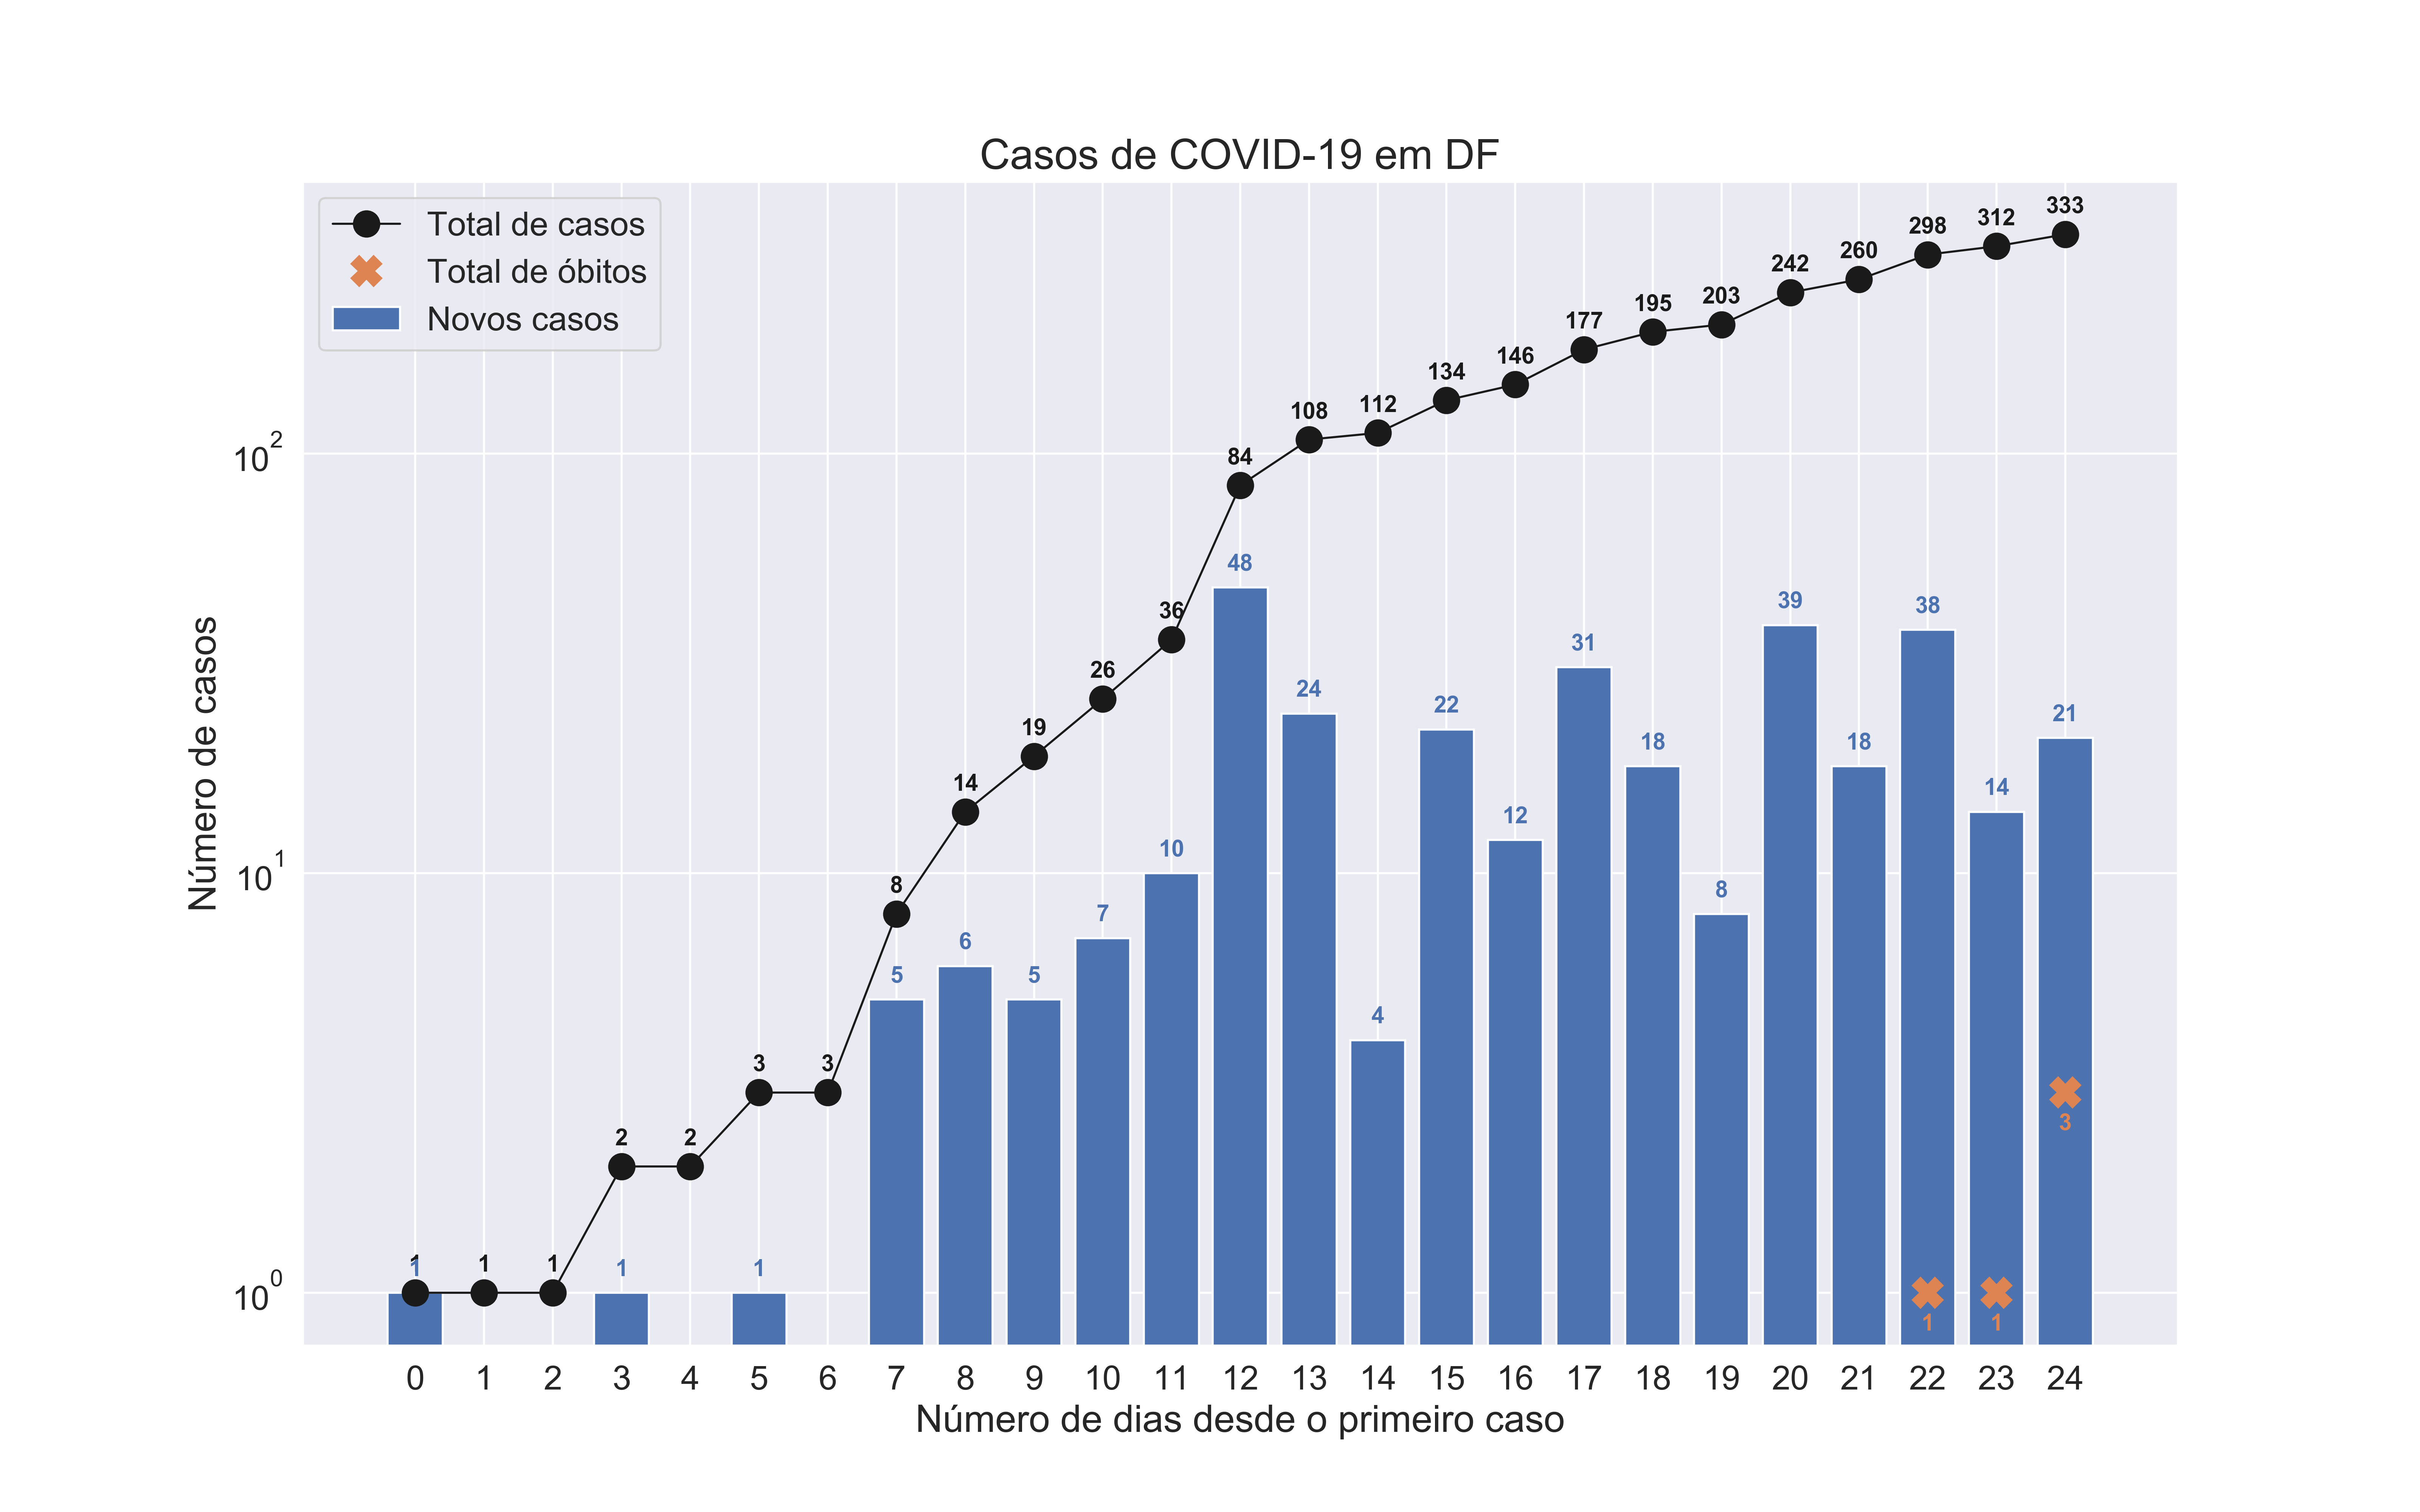 Casos de COVID-19 em DF
Total de casos
Total de óbitos
Novos casos
Número de casos
10^2
10^1
10^0
1 1 1 2 2 3 3 8 14 19 26 36 84 108 112 134 146 177 195 203 242 260 298 312 333
1 1 1 5 6 5 7 10 48 24 4 22 12 31 18 8 39 18 38 14 21
1 1 3
0 1 2 3 4 5 6 7 8 9 10 11 12 13 14 15 16 17 18 19 20 21 22 23 24
Número de dias desde o primeiro caso